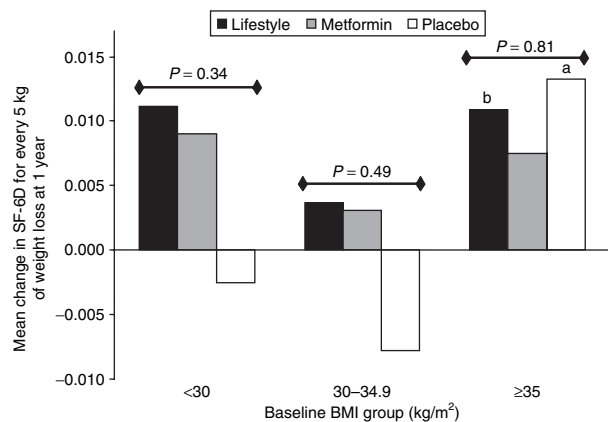 Lifestyle Metformin Placebo
Mean change in SF-6D for every 5 kg
of weight loss at 1 year
0.015
0.010
0.005
0.000
−0.005
−0.010
P = 0.34
P = 0.49
P = 0.81
b
a
<30 30–34.9 ≥35
Baseline BMI group (kg/m²)